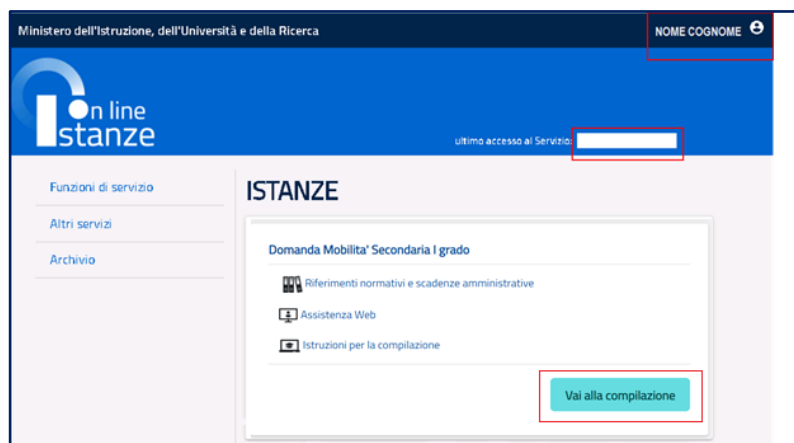 Ministero dell'Istruzione, dell'Università e della Ricerca
NOME COGNOME
On line
Istanze
ultimo accesso al Servizio:
Funzioni di servizio
Altri servizi
Archivio
ISTANZE
Domanda Mobilita' Secondaria I grado
Riferimenti normativi e scadenze amministrative
Assistenza Web
Istruzioni per la compilazione
Vai alla compilazione